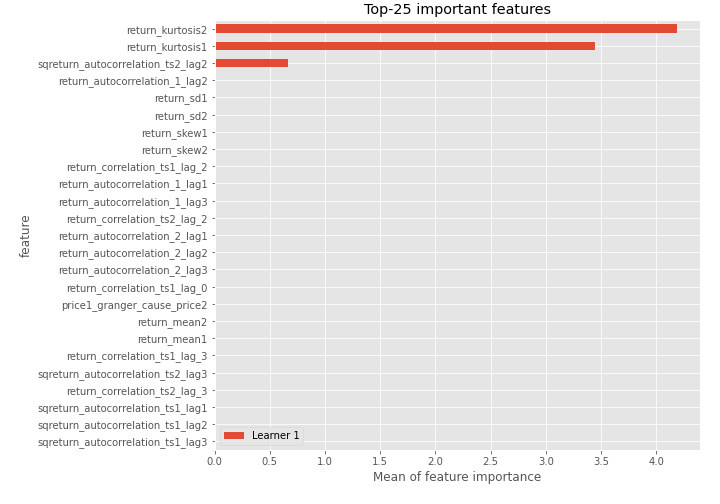 Top-25 important features
return_kurtosis2
return_kurtosis1
sqreturn_autocorrelation_ts2_lag2
return_autocorrelation_1_lag2
return_sd1
return_sd2
return_skew1
return_skew2
return_correlation_ts1_lag_2
return_autocorrelation_1_lag1
return_autocorrelation_1_lag3
return_correlation_ts2_lag_2
return_autocorrelation_2_lag1
return_autocorrelation_2_lag2
return_autocorrelation_2_lag3
return_correlation_ts1_lag_0
price1_granger_cause_price2
return_mean2
return_mean1
return_correlation_ts1_lag_3
sqreturn_autocorrelation_ts2_lag3
return_correlation_ts2_lag_3
sqreturn_autocorrelation_ts1_lag1
sqreturn_autocorrelation_ts1_lag2
sqreturn_autocorrelation_ts1_lag3
feature
Learner 1
0.0 0.5 1.0 1.5 2.0 2.5 3.0 3.5 4.0
Mean of feature importance